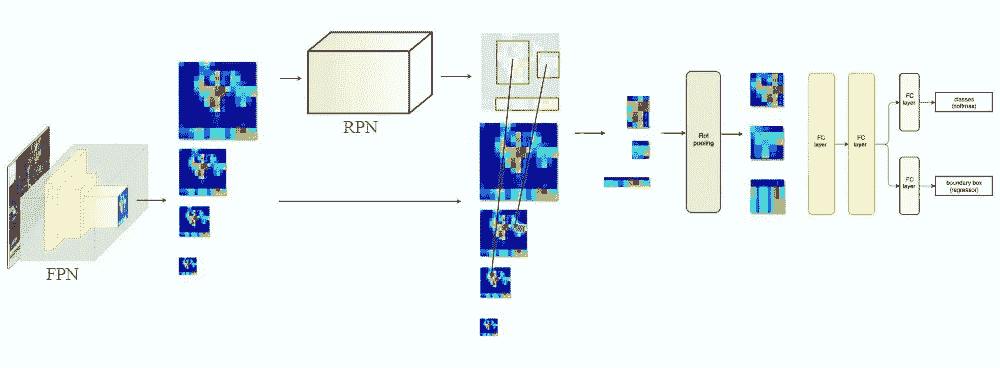 FPN
RPN
RoI
pooling
FC
layer
FC
layer
FC
layer
classes
(softmax)
FC
layer
boundary box
(regressor)